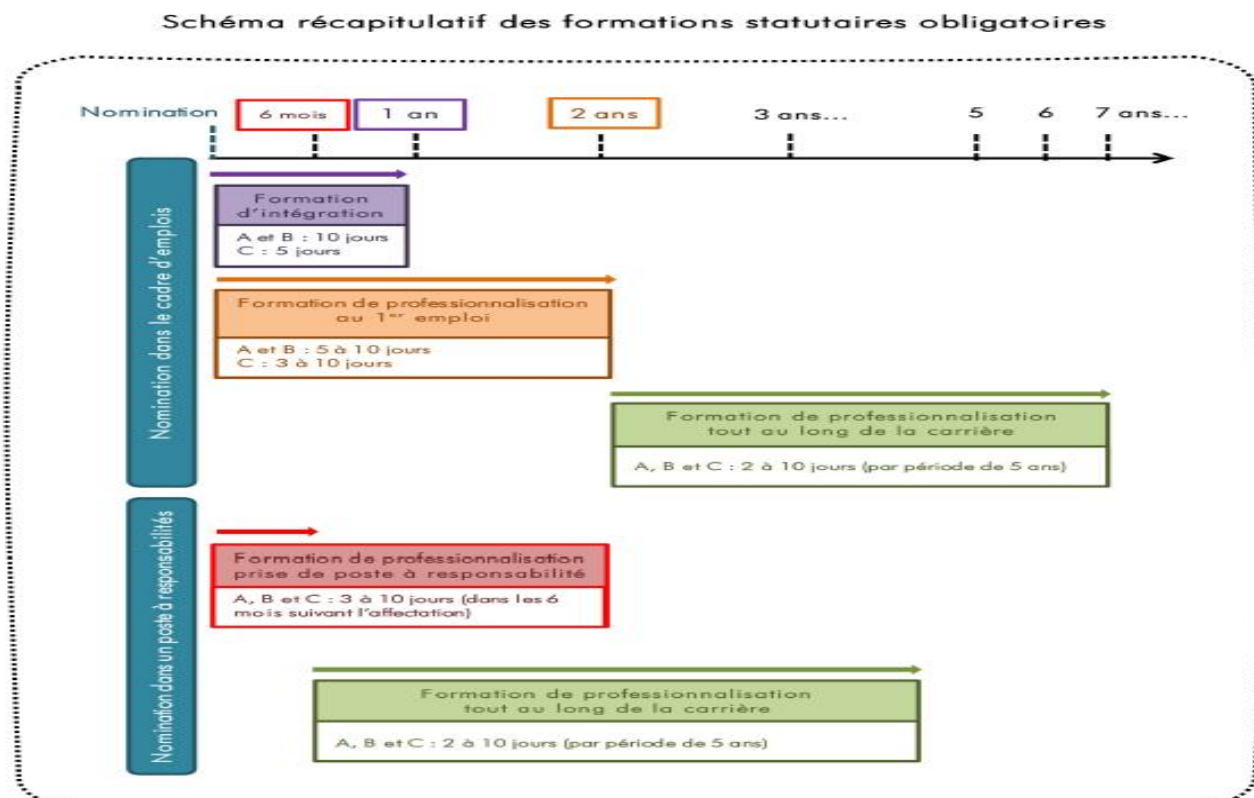 Schéma récapitulatif des formations statutaires obligatoires
Nomination
6 mois
1 an
2 ans
3 ans...
5
6
7 ans...
Nomination dans le cadre d'emplois
Formation
d'intégration
A et B : 10 jours
C : 5 jours
Formation de professionnalisation
au 1er emploi
A et B : 5 à 10 jours
C : 3 à 10 jours
Formation de professionnalisation
tout au long de la carrière
A, B et C : 2 à 10 jours (par période de 5 ans)
Nomination dans un poste à responsabilités
Formation de professionnalisation
prise de poste à responsabilité
A, B et C : 3 à 10 jours (dans les 6
mois suivant l'affectation)
Formation de professionnalisation
tout au long de la carrière
A, B et C : 2 à 10 jours (par période de 5 ans)